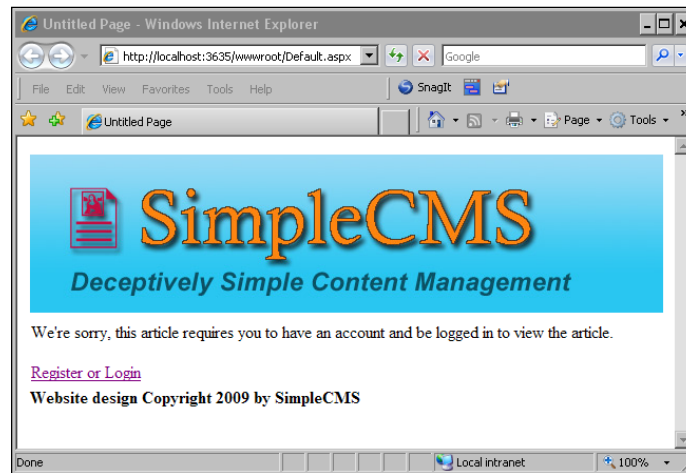 Untitled Page - Windows Internet Explorer
http://localhost:3635/wwwroot/Default.aspx
Google
File Edit View Favorites Tools Help
SnagIt
Untitled Page
Page Tools
SimpleCMS
Deceptively Simple Content Management
We're sorry, this article requires you to have an account and be logged in to view the article.
Register or Login
Website design Copyright 2009 by SimpleCMS
Done Local intranet 100%